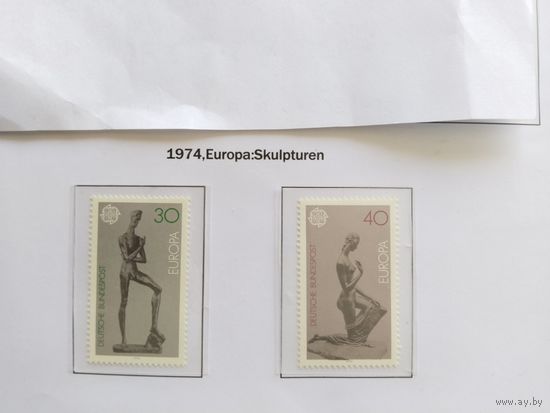 1974,Europa:Skulpturen
30
DEUTSCHE BUNDESPOST
EUROPA
40
DEUTSCHE BUNDESPOST
EUROPA
www.ay.by